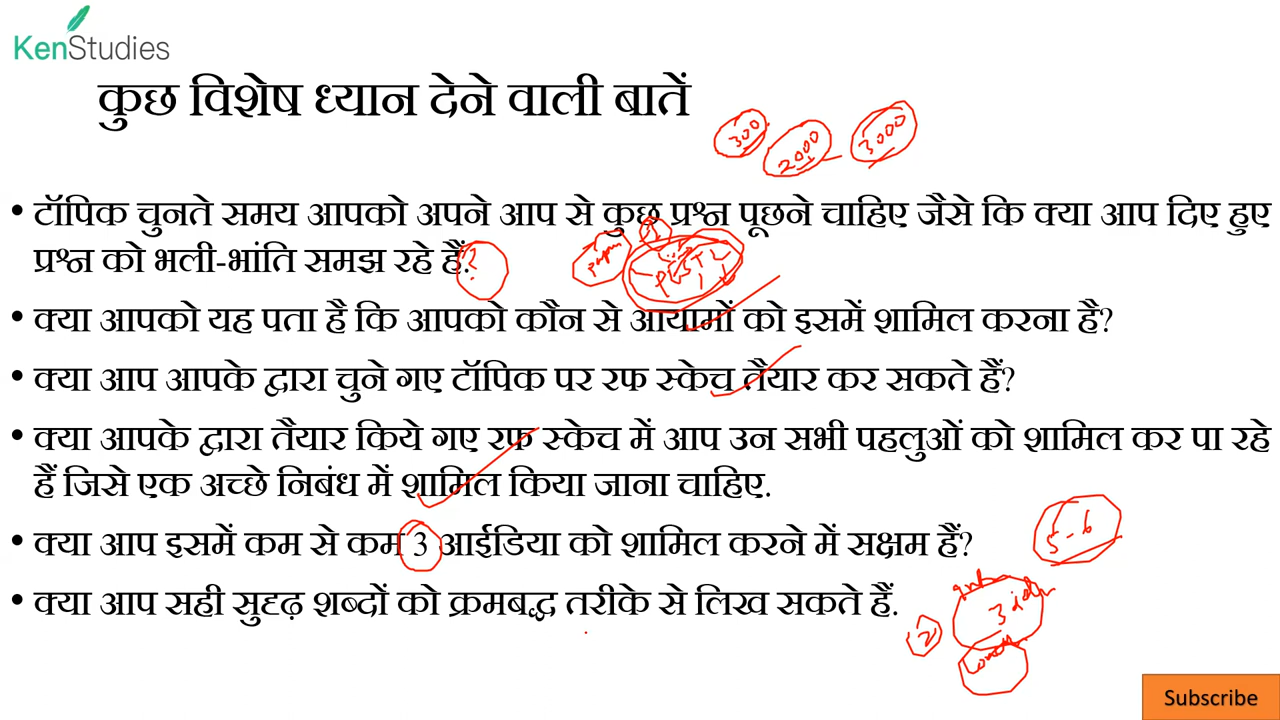 KenStudies
कुछ विशेष ध्यान देने वाली बातें
300 2000 3000
• टॉपिक चुनते समय आपको अपने आप से कुछ प्रश्न पूछने चाहिए जैसे कि क्या आप दिए हुए
प्रश्न को भली-भांति समझ रहे हैं.
• क्या आपको यह पता है कि आपको कौन से आयामों को इसमें शामिल करना है?
• क्या आप आपके द्वारा चुने गए टॉपिक पर रफ स्केच तैयार कर सकते हैं?
• क्या आपके द्वारा तैयार किये गए रफ स्केच में आप उन सभी पहलुओं को शामिल कर पा रहे
हैं जिसे एक अच्छे निबंध में शामिल किया जाना चाहिए.
• क्या आप इसमें कम से कम 3 आईडिया को शामिल करने में सक्षम हैं?
5-6
• क्या आप सही सुदृढ़ शब्दों को क्रमबद्ध तरीके से लिख सकते हैं.
3
2
Subscribe